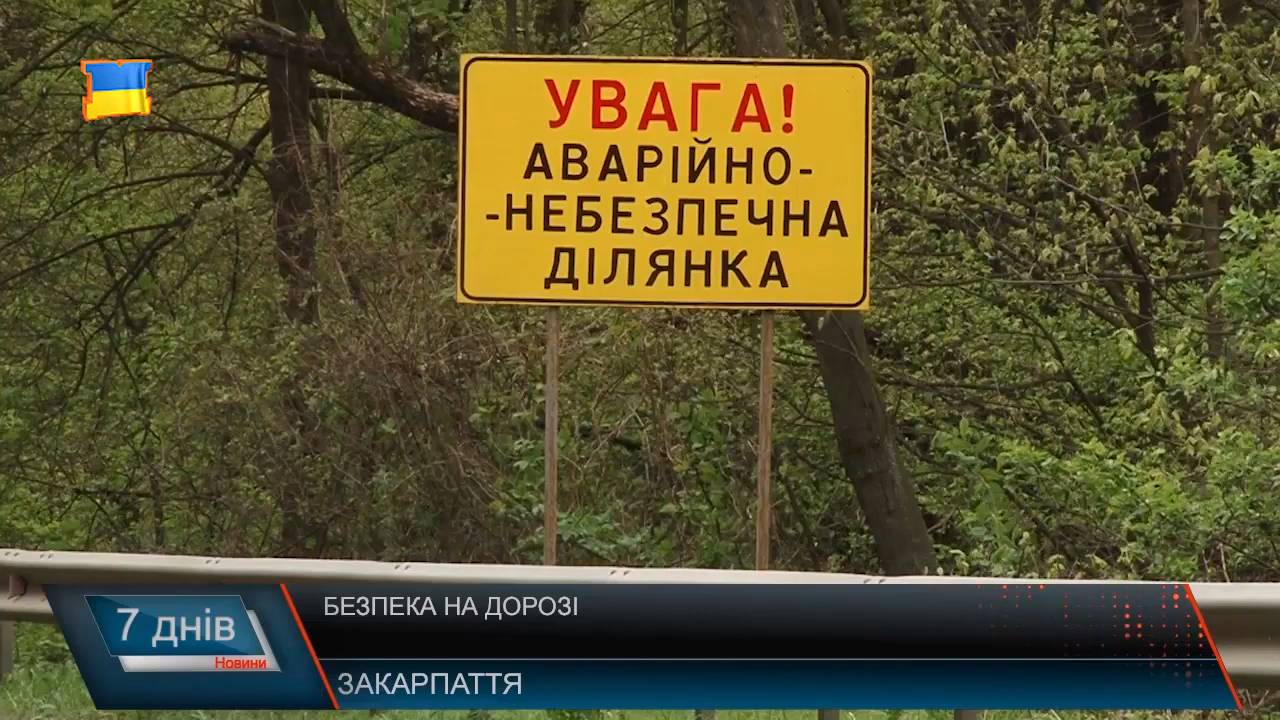 УВАГА!
АВАРІЙНО-
-НЕБЕЗПЕЧНА
ДІЛЯНКА
БЕЗПЕКА НА ДОРОЗІ
7 днів
Новини
ЗАКАРПАТТЯ